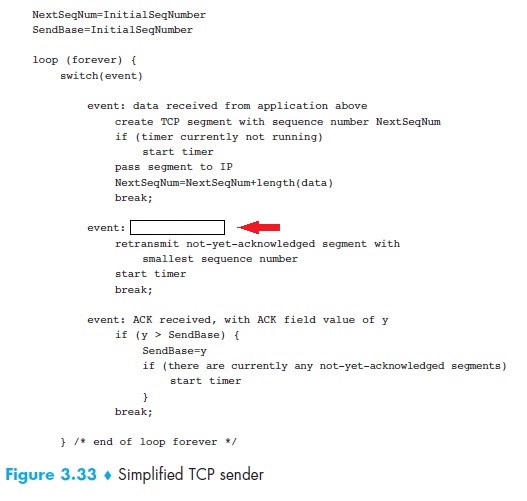 NextSeqNum=InitialSeqNumber
SendBase=InitialSeqNumber
loop (forever) {
switch(event)
event: data received from application above
create TCP segment with sequence number NextSeqNum
if (timer currently not running)
start timer
pass segment to IP
NextSeqNum=NextSeqNum+length(data)
break;
event:
retransmit not-yet-acknowledged segment with
smallest sequence number
start timer
break;
event: ACK received, with ACK field value of y
if (y > SendBase) {
SendBase=y
if (there are currently any not-yet-acknowledged segments)
start timer
}
break;
} /* end of loop forever */
Figure 3.33 ♦ Simplified TCP sender